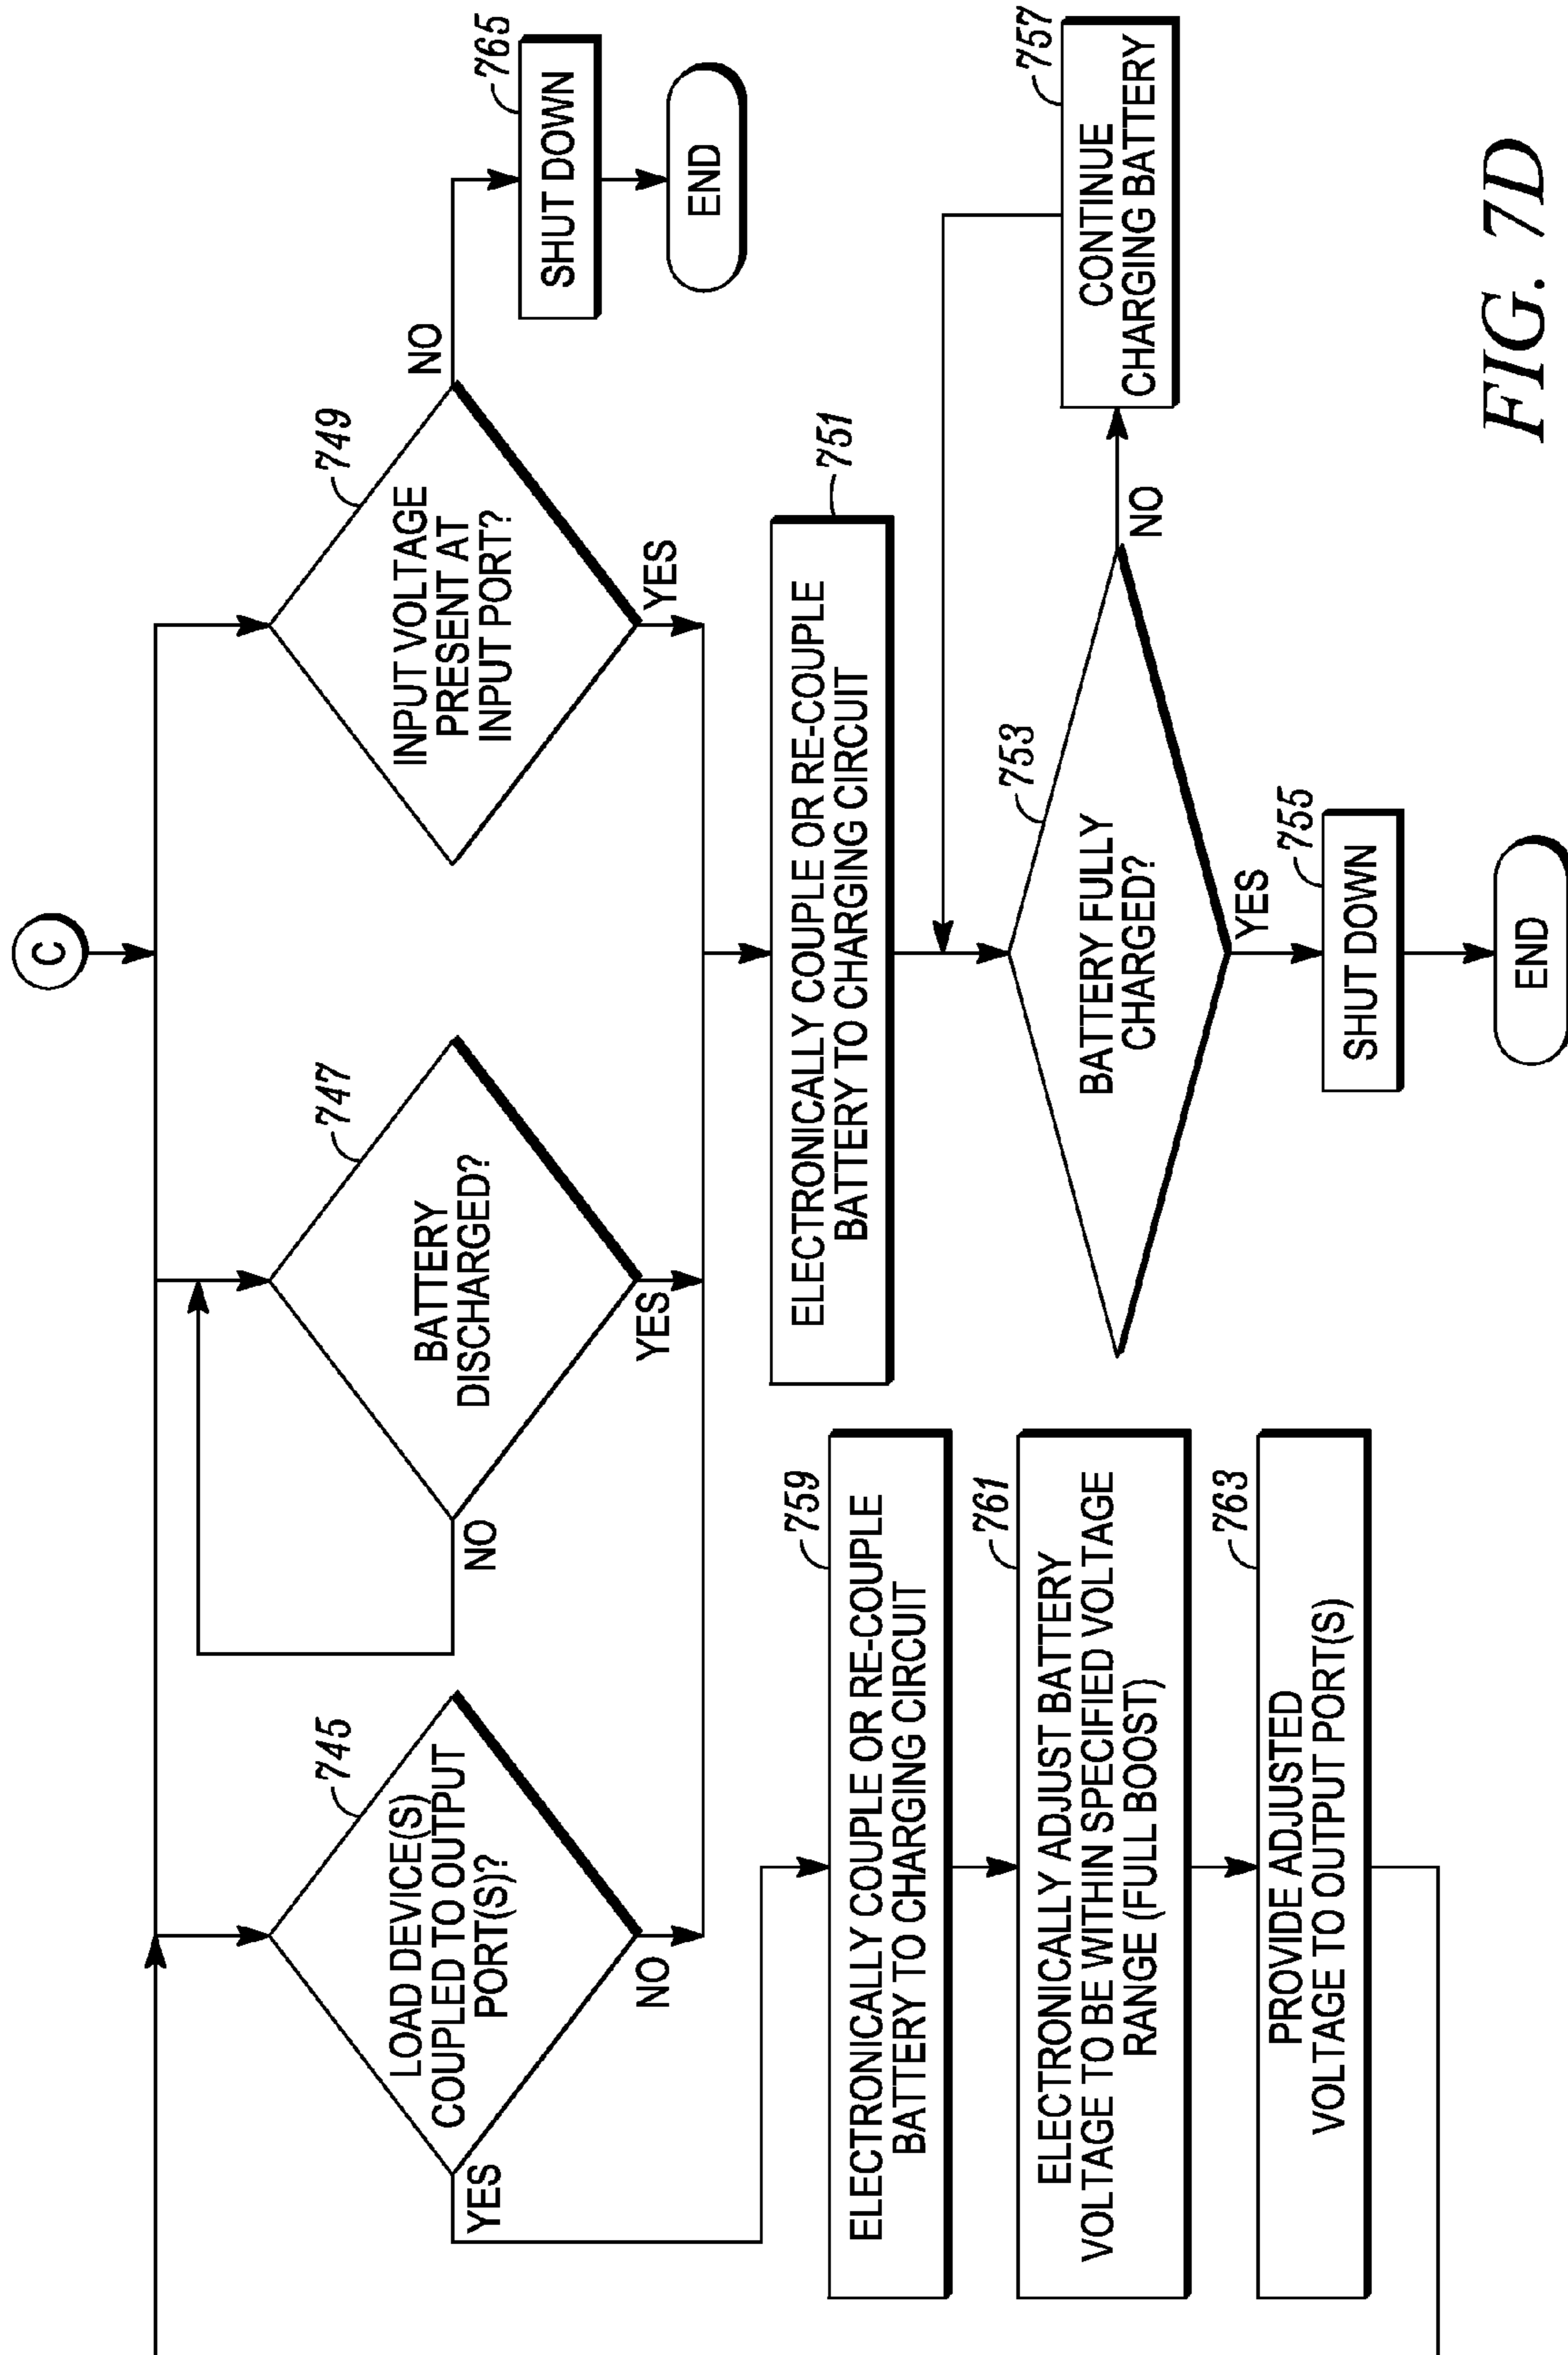 C
745
LOAD DEVICE(S)
COUPLED TO OUTPUT
PORT(S)?
YES
NO
747
BATTERY
DISCHARGED?
NO
YES
749
INPUT VOLTAGE
PRESENT AT
INPUT PORT?
NO
YES
765
SHUT DOWN
END
759
ELECTRONICALLY COUPLE OR RE-COUPLE
BATTERY TO CHARGING CIRCUIT
761
ELECTRONICALLY ADJUST BATTERY
VOLTAGE TO BE WITHIN SPECIFIED VOLTAGE
RANGE (FULL BOOST)
763
PROVIDE ADJUSTED
VOLTAGE TO OUTPUT PORT(S)
751
ELECTRONICALLY COUPLE OR RE-COUPLE
BATTERY TO CHARGING CIRCUIT
753
BATTERY FULLY
CHARGED?
NO
YES
757
CONTINUE
CHARGING BATTERY
755
SHUT DOWN
END
FIG. 7D